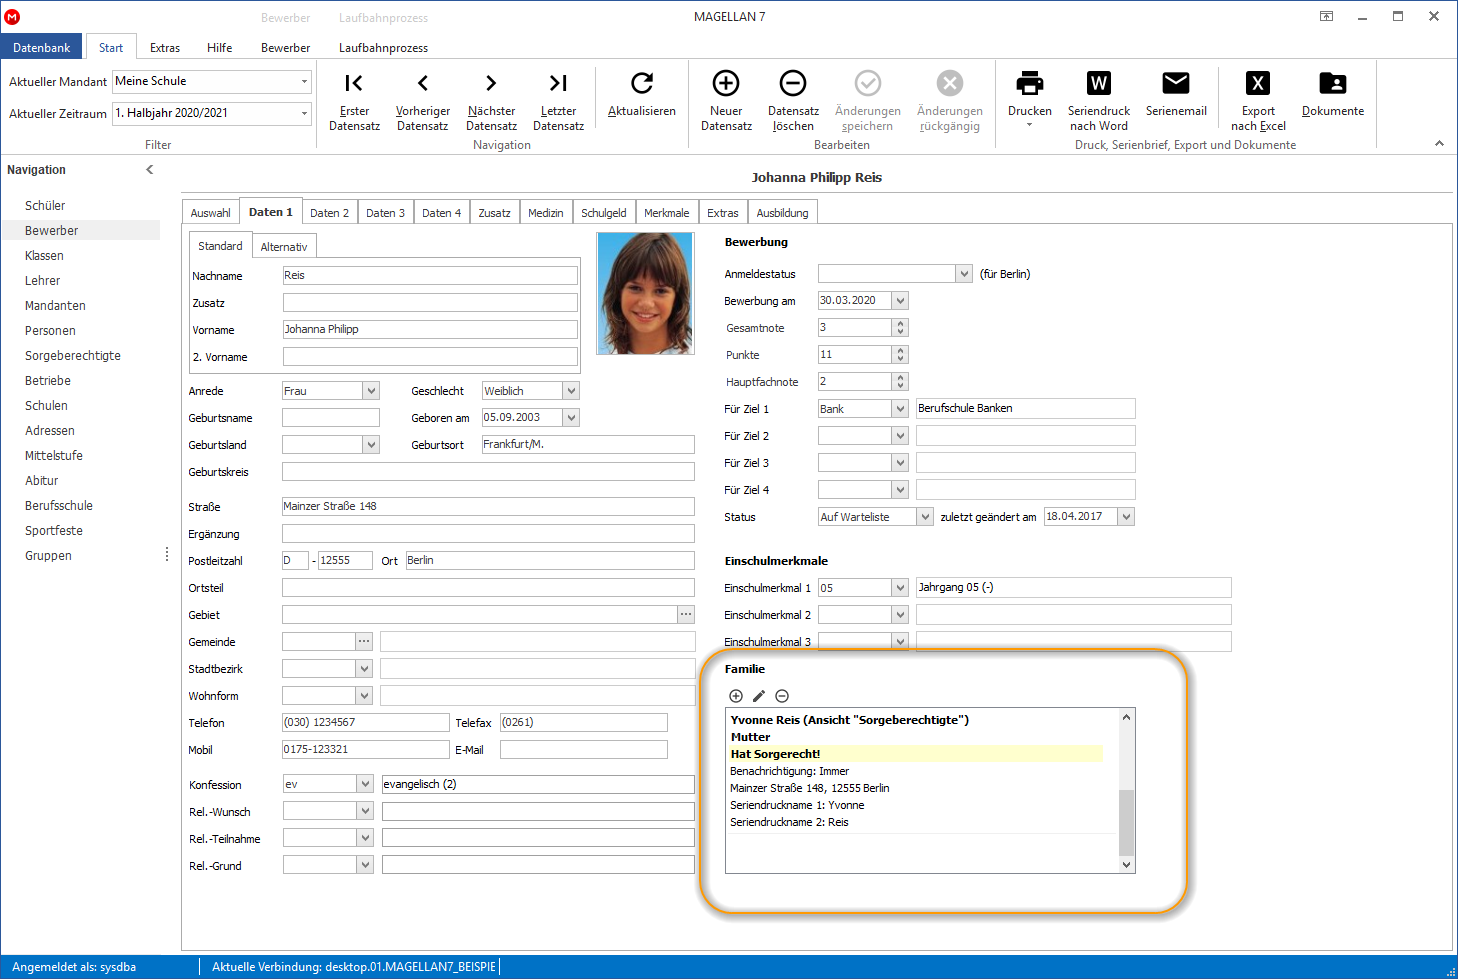 Bewerber Laufbahnprozess MAGELLAN 7
Datenbank Start Extras Hilfe Bewerber Laufbahnprozess
Aktueller Mandant Meine Schule
Aktueller Zeitraum 1. Halbjahr 2020/2021
Filter
Erster Datensatz
Vorheriger Datensatz
Nächster Datensatz
Letzter Datensatz
Aktualisieren
Navigation
Neuer Datensatz
Datensatz löschen
Änderungen speichern
Änderungen rückgängig
Bearbeiten
Drucken
Seriendruck nach Word
Serienemail
Export nach Excel
Dokumente
Druck, Serienbrief, Export und Dokumente
Navigation
Schüler
Bewerber
Klassen
Lehrer
Mandanten
Personen
Sorgeberechtigte
Betriebe
Schulen
Adressen
Mittelstufe
Abitur
Berufsschule
Sportfeste
Gruppen
Johanna Philipp Reis
Auswahl Daten 1 Daten 2 Daten 3 Daten 4 Zusatz Medizin Schulgeld Merkmale Extras Ausbildung
Standard Alternativ
Nachname Reis
Zusatz
Vorname Johanna Philipp
2. Vorname
Anrede Frau Geschlecht Weiblich
Geburtsname Geboren am 05.09.2003
Geburtsland Geburtsort Frankfurt/M.
Geburtskreis
Straße Mainzer Straße 148
Ergänzung
Postleitzahl D - 12555 Ort Berlin
Ortsteil
Gebiet
Gemeinde
Stadtbezirk
Wohnform
Telefon (030) 1234567 Telefax (0261)
Mobil 0175-123321 E-Mail
Konfession ev evangelisch (2)
Rel.-Wunsch
Rel.-Teilnahme
Rel.-Grund
Bewerbung
Anmeldestatus (für Berlin)
Bewerbung am 30.03.2020
Gesamtnote 3
Punkte 11
Hauptfachnote 2
Für Ziel 1 Bank Berufschule Banken
Für Ziel 2
Für Ziel 3
Für Ziel 4
Status Auf Warteliste zuletzt geändert am 18.04.2017
Einschulmerkmale
Einschulmerkmal 1 05 Jahrgang 05 (-)
Einschulmerkmal 2
Einschulmerkmal 3
Familie
Yvonne Reis (Ansicht "Sorgeberechtigte")
Mutter
Hat Sorgerecht!
Benachrichtigung: Immer
Mainzer Straße 148, 12555 Berlin
Seriendruckname 1: Yvonne
Seriendruckname 2: Reis
Angemeldet als: sysdba Aktuelle Verbindung: desktop.01.MAGELLAN7_BEISPIE